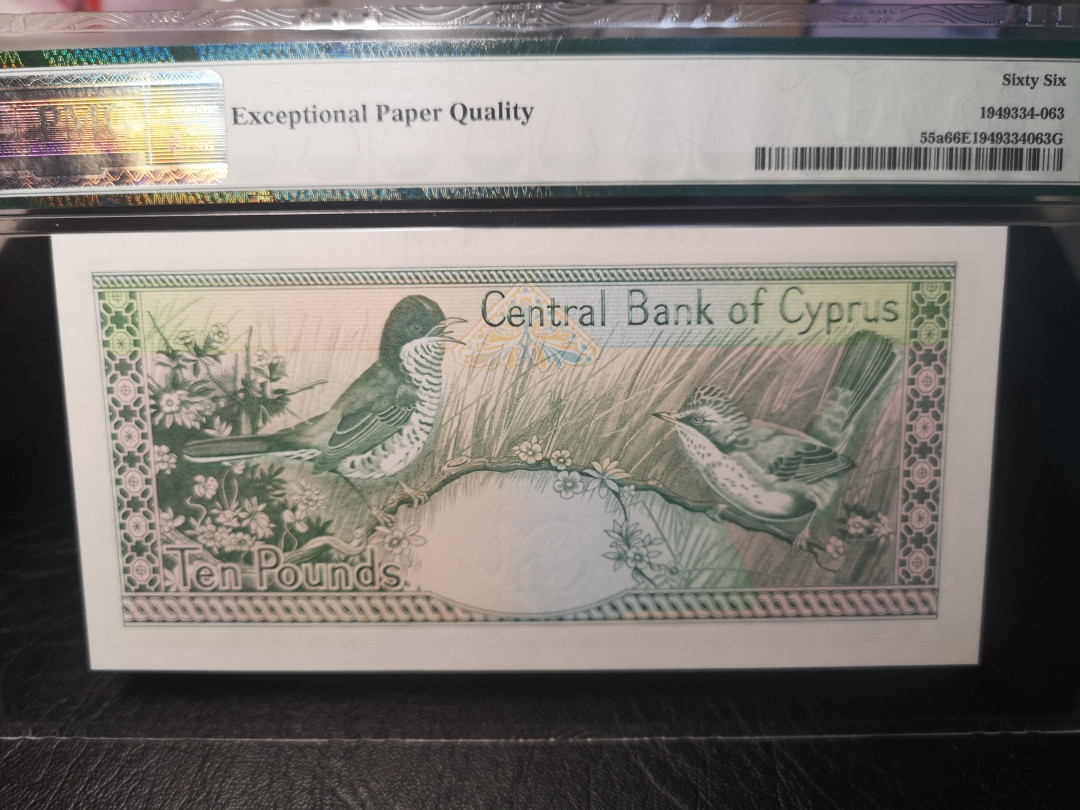 Sixty Six
Exceptional Paper Quality
1949334-063
55a66E1949334063G
Central Bank of Cyprus
Ten Pounds